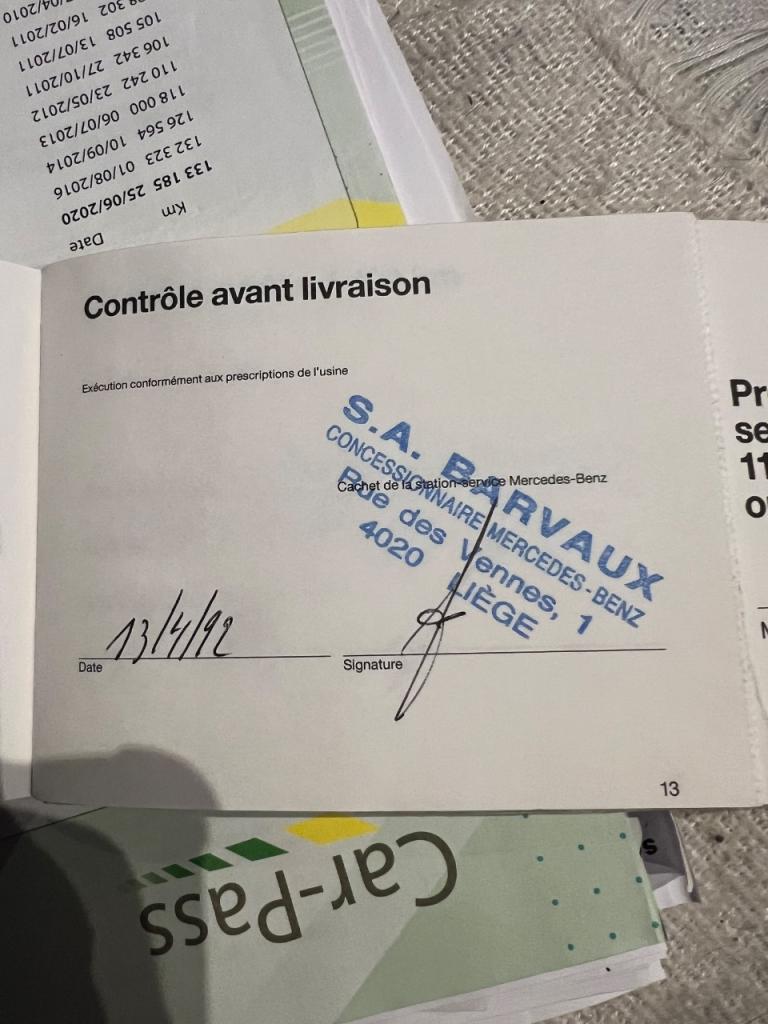 Date
Km
133 185 25/06/2020
132 323 01/08/2016
126 564 10/09/2014
118 000 06/07/2013
110 242 23/05/2012
106 342 27/10/2011
105 508 13/07/2011
302 16/02/2011
/2010
Contrôle avant livraison
Exécution conformément aux prescriptions de l'usine
S.A. BARVAUX
CONCESSIONNAIRE MERCEDES-BENZ
Rue des Vennes, 1
4020 LIÈGE
Cachet de la station-service Mercedes-Benz
13/4/92
Date
Signature
13
Pr
se
11
Car-Pass